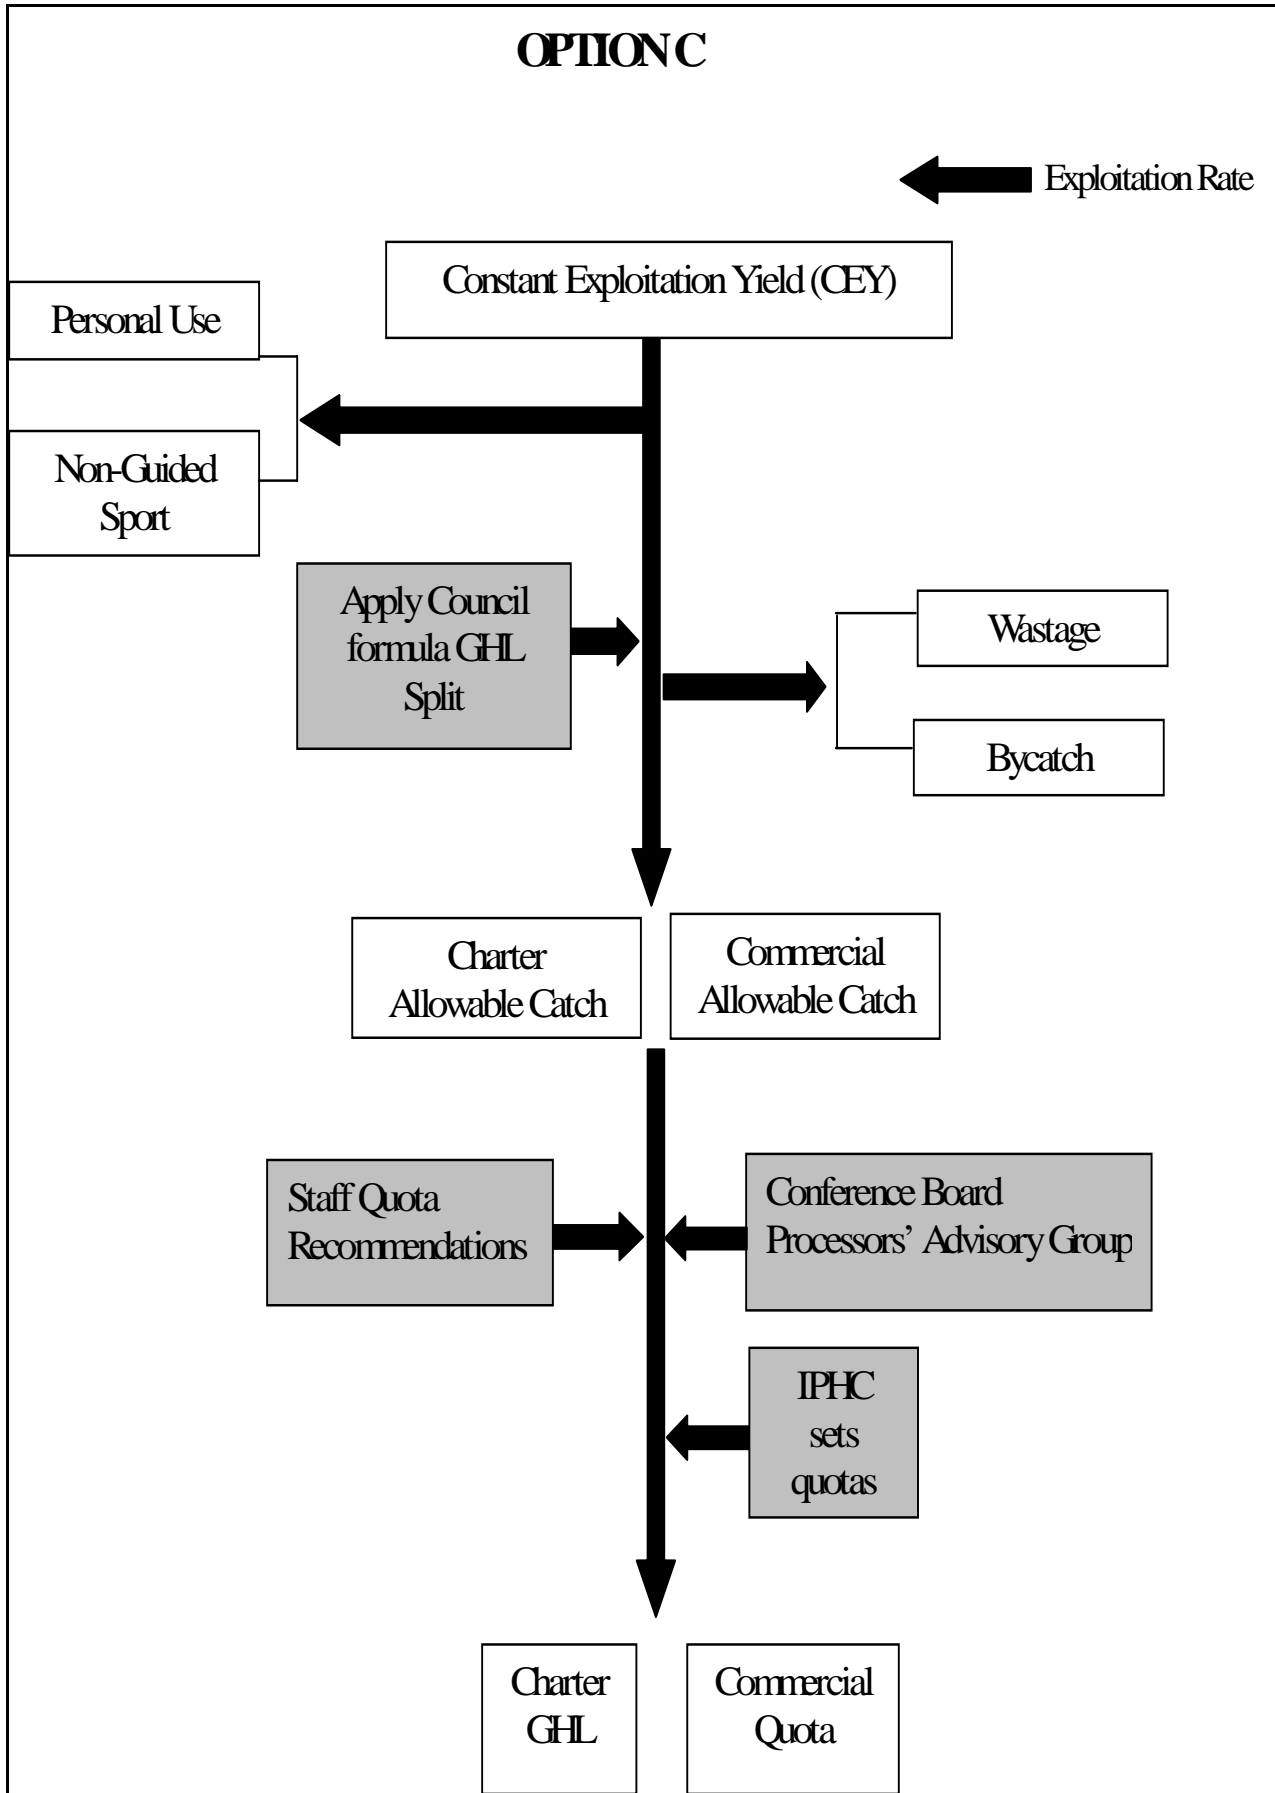 OPTION C
Exploitation Rate
Constant Exploitation Yield (CEY)
Personal Use
Non-Guided
Sport
Apply Council
formula GHL
Split
Wastage
Bycatch
Charter
Allowable Catch
Commercial
Allowable Catch
Staff Quota
Recommendations
Conference Board
Processors’ Advisory Group
IPHC
sets
quotas
Charter
GHL
Commercial
Quota